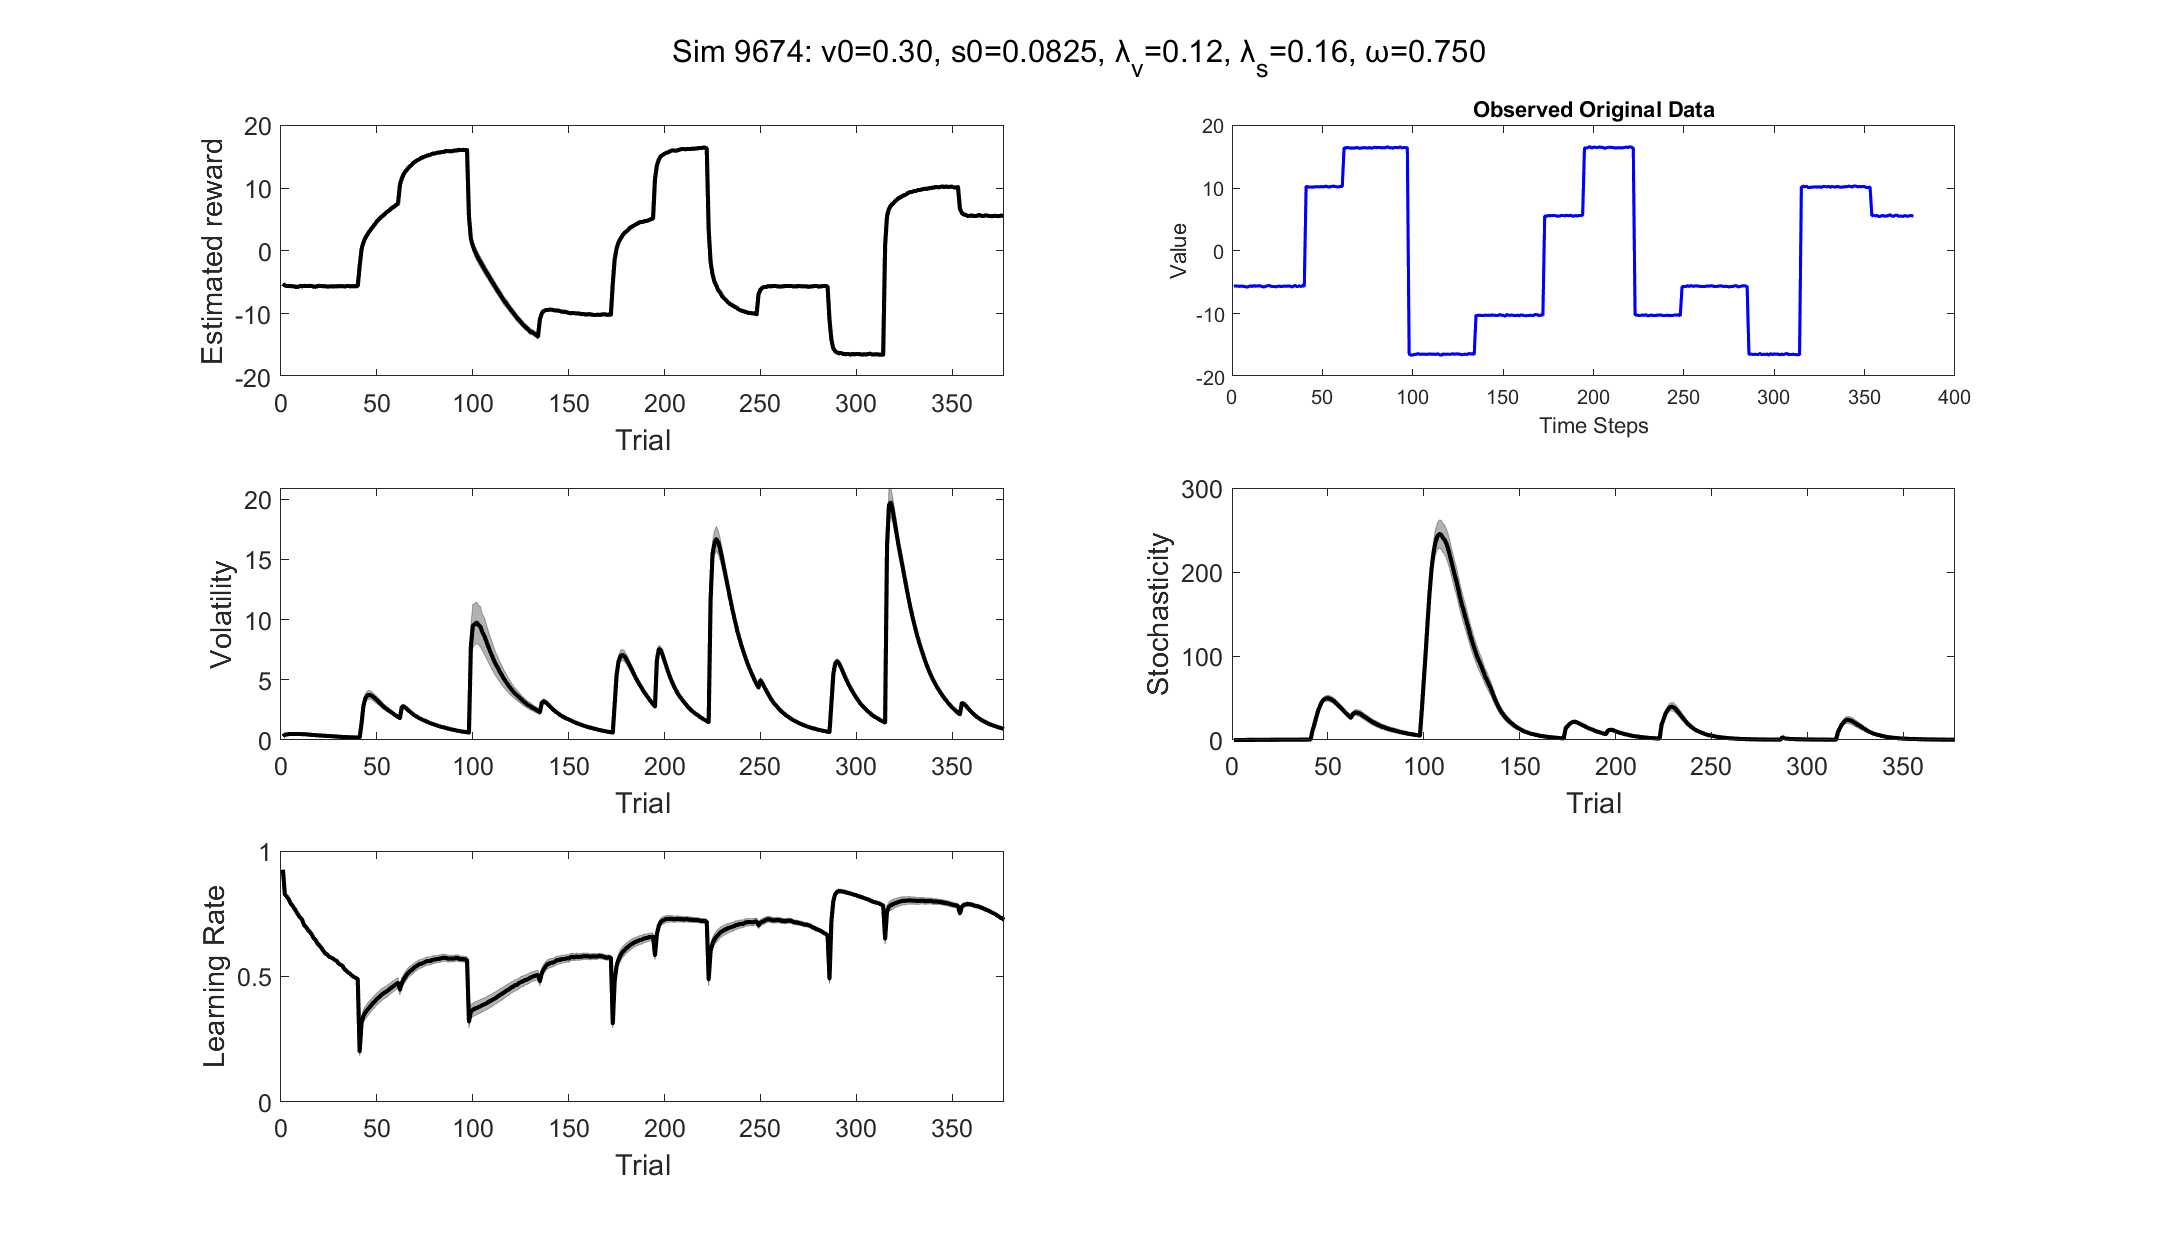 Sim 9674: v0=0.30, s0=0.0825, λ_v=0.12, λ_s=0.16, ω=0.750
Estimated reward
20
10
0
-10
-20
0 50 100 150 200 250 300 350
Trial
Observed Original Data
Value
20
10
0
-10
-20
0 50 100 150 200 250 300 350 400
Time Steps
Volatility
20
15
10
5
0
0 50 100 150 200 250 300 350
Trial
Stochasticity
300
200
100
0
0 50 100 150 200 250 300 350
Trial
Learning Rate
1
0.5
0
0 50 100 150 200 250 300 350
Trial